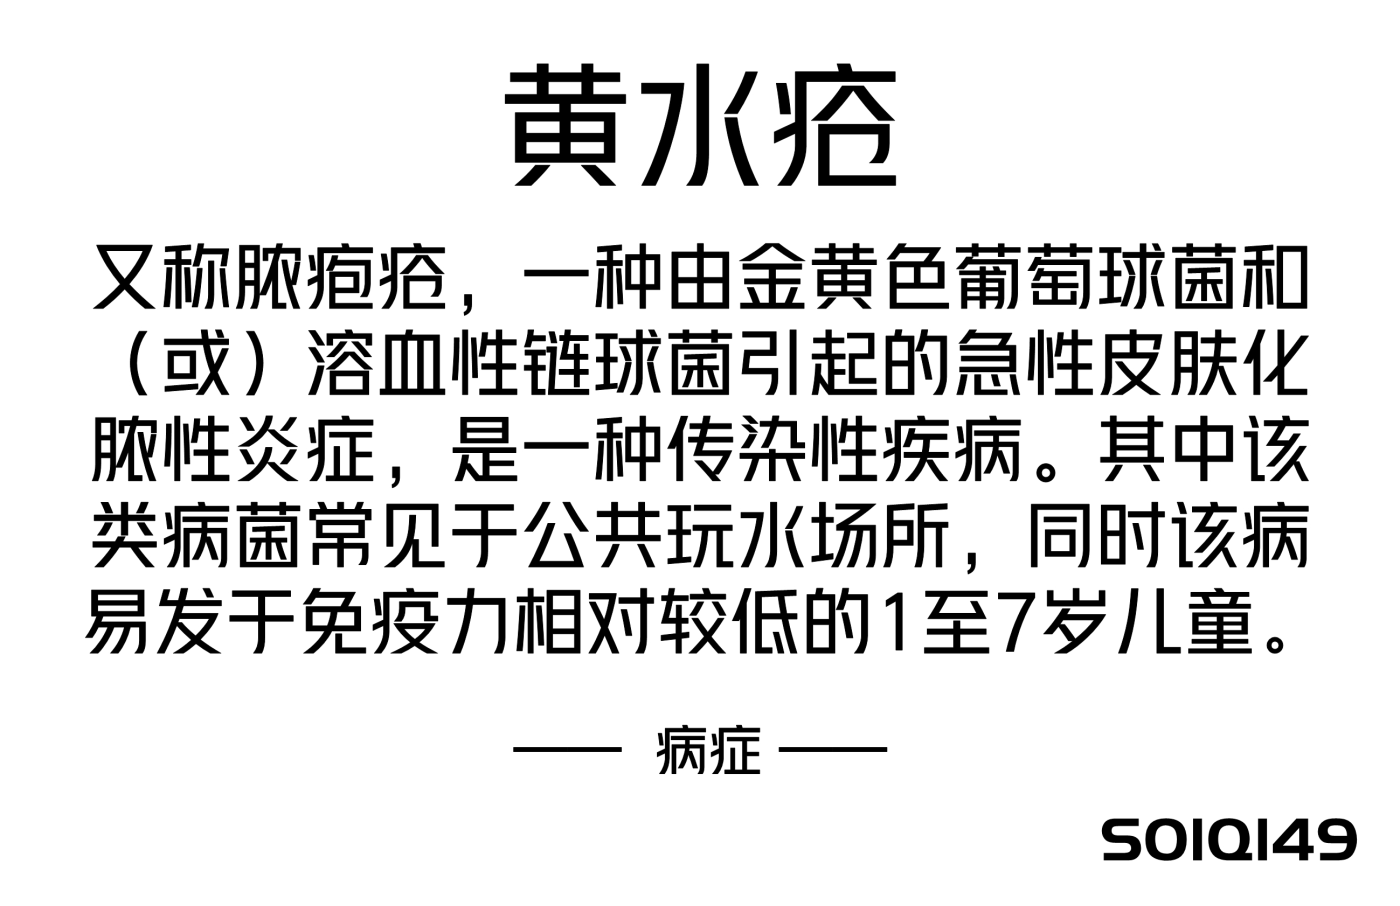 黄水疮
又称脓疱疮，一种由金黄色葡萄球菌和
（或）溶血性链球菌引起的急性皮肤化
脓性炎症，是一种传染性疾病。其中该
类病菌常见于公共玩水场所，同时该病
易发于免疫力相对较低的1至7岁儿童。
—— 病症 ——
SO1Q149